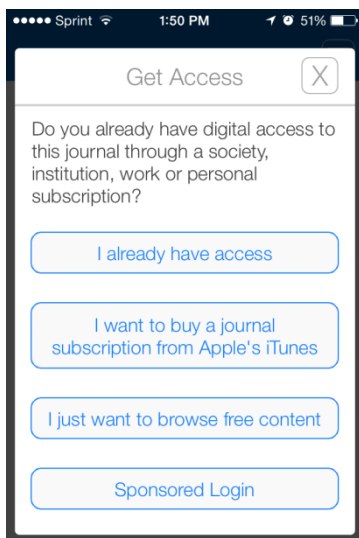 Sprint 1:50 PM 51%
Get Access X
Do you already have digital access to
this journal through a society,
institution, work or personal
subscription?
I already have access
I want to buy a journal
subscription from Apple's iTunes
I just want to browse free content
Sponsored Login